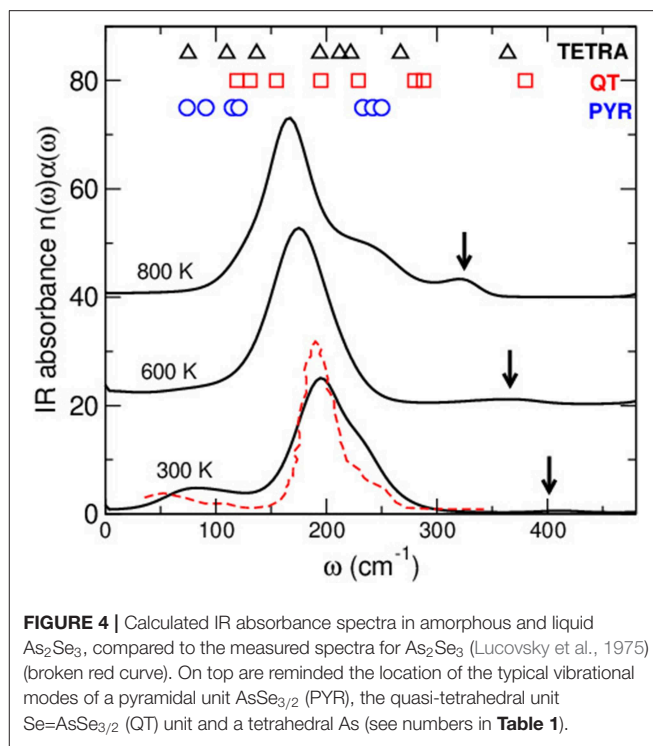 TETRA
80
QT
PYR
60
IR absorbance n(ω)α(ω)
800 K
40
600 K
20
300 K
0
0 100 200 300 400
ω (cm⁻¹)
FIGURE 4 | Calculated IR absorbance spectra in amorphous and liquid
As₂Se₃, compared to the measured spectra for As₂Se₃ (Lucovsky et al., 1975)
(broken red curve). On top are reminded the location of the typical vibrational
modes of a pyramidal unit AsSe₃/₂ (PYR), the quasi-tetrahedral unit
Se=AsSe₃/₂ (QT) unit and a tetrahedral As (see numbers in Table 1).